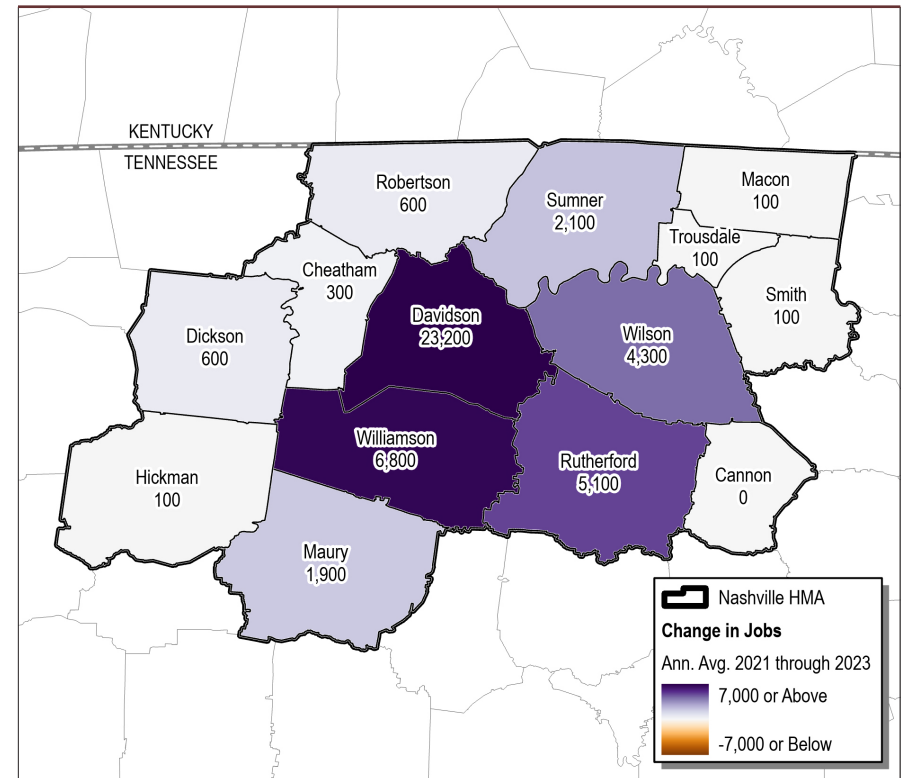 KENTUCKY
TENNESSEE
Robertson
600
Sumner
2,100
Macon
100
Trousdale
100
Cheatham
300
Smith
100
Davidson
23,200
Wilson
4,300
Dickson
600
Williamson
6,800
Rutherford
5,100
Hickman
100
Cannon
0
Maury
1,900
Nashville HMA
Change in Jobs
Ann. Avg. 2021 through 2023
7,000 or Above
-7,000 or Below